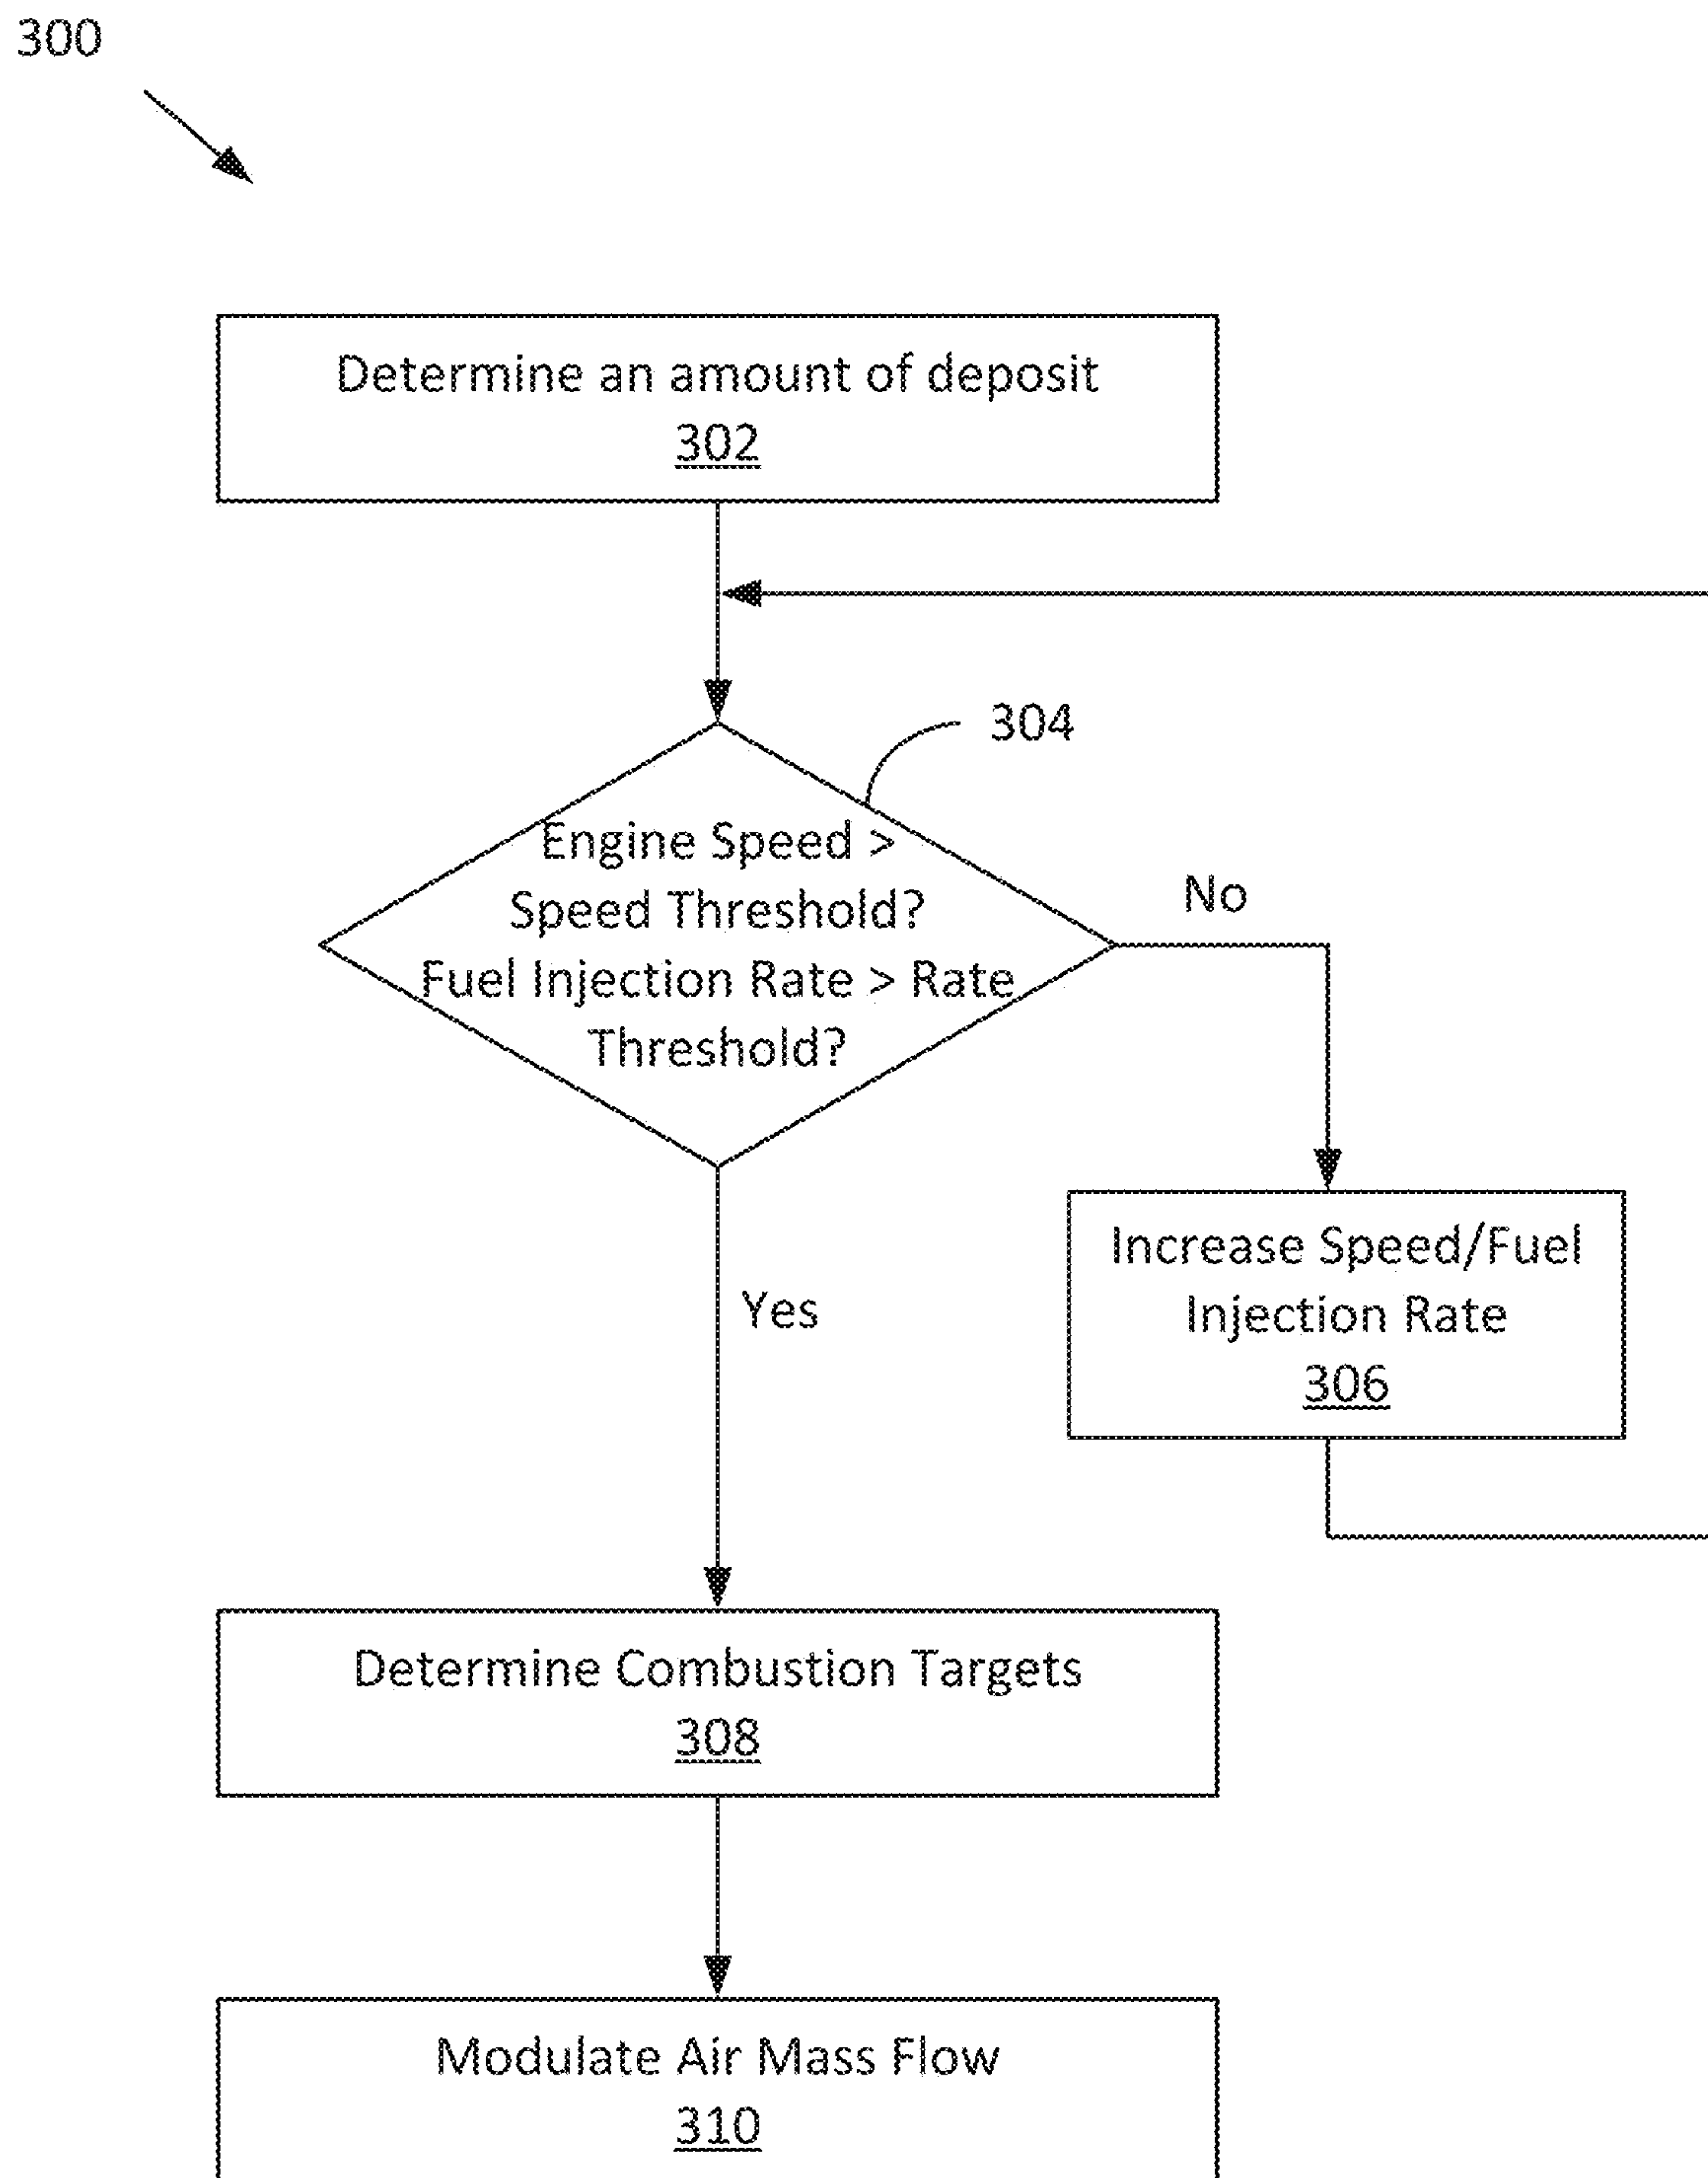 300
Determine an amount of deposit
302
304
Engine Speed >
Speed Threshold?
Fuel Injection Rate > Rate
Threshold?
No
Increase Speed/Fuel
Injection Rate
306
Yes
Determine Combustion Targets
308
Modulate Air Mass Flow
310